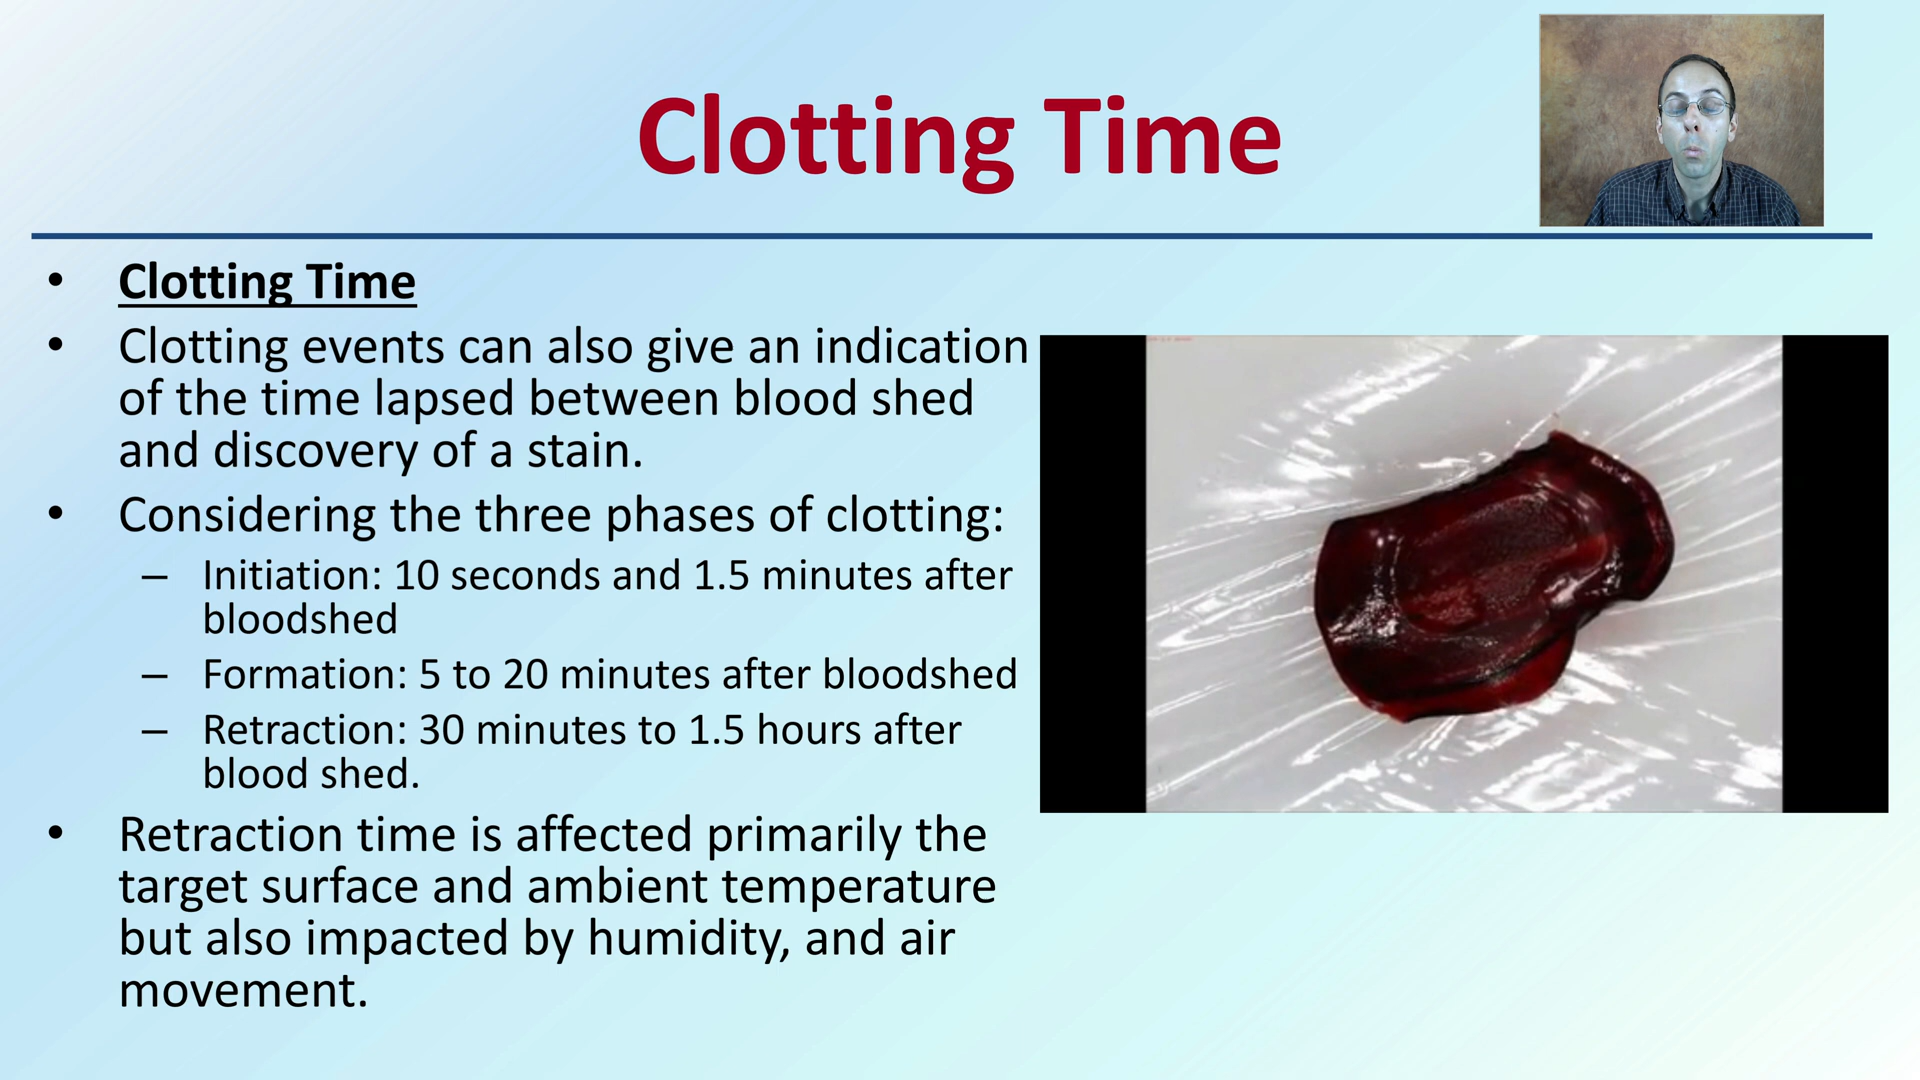 Clotting Time
Clotting Time
Clotting events can also give an indication
of the time lapsed between blood shed
and discovery of a stain.
Considering the three phases of clotting:
– Initiation: 10 seconds and 1.5 minutes after
bloodshed
– Formation: 5 to 20 minutes after bloodshed
– Retraction: 30 minutes to 1.5 hours after
blood shed.
Retraction time is affected primarily the
target surface and ambient temperature
but also impacted by humidity, and air
movement.